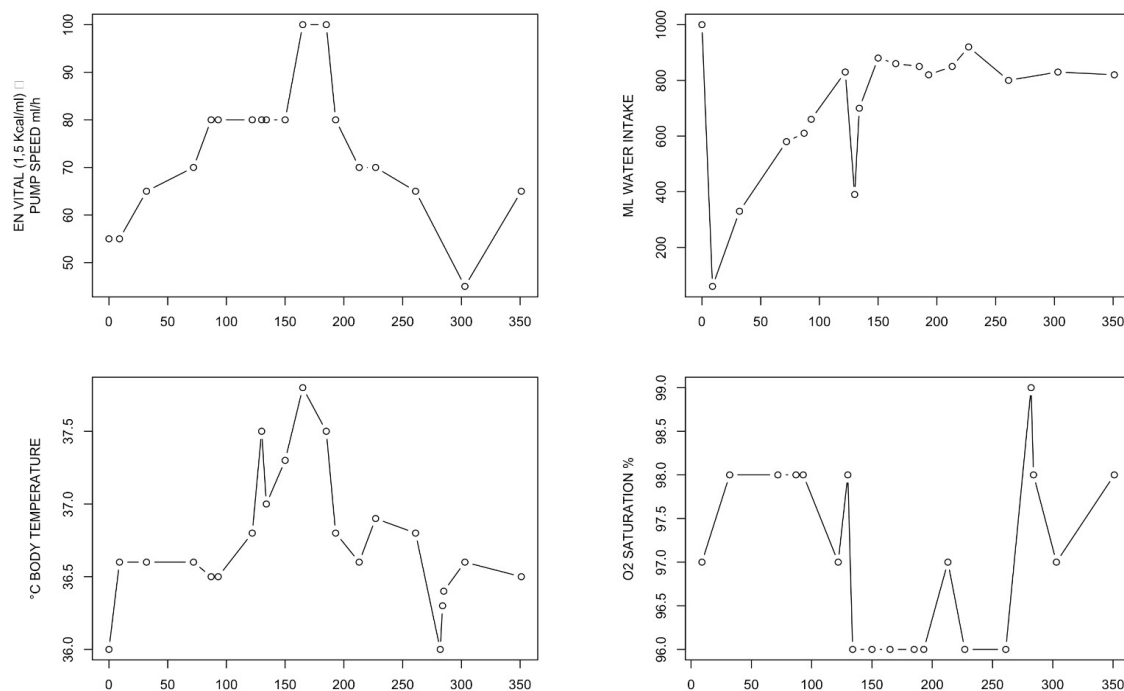 EN VITAL (1,5 Kcal/ml)
PUMP SPEED ml/h
100
90
80
70
60
50
0 50 100 150 200 250 300 350
ML WATER INTAKE
1000
800
600
400
200
0 50 100 150 200 250 300 350
°C BODY TEMPERATURE
37.5
37.0
36.5
36.0
0 50 100 150 200 250 300 350
O2 SATURATION %
99.0
98.5
98.0
97.5
97.0
96.5
96.0
0 50 100 150 200 250 300 350